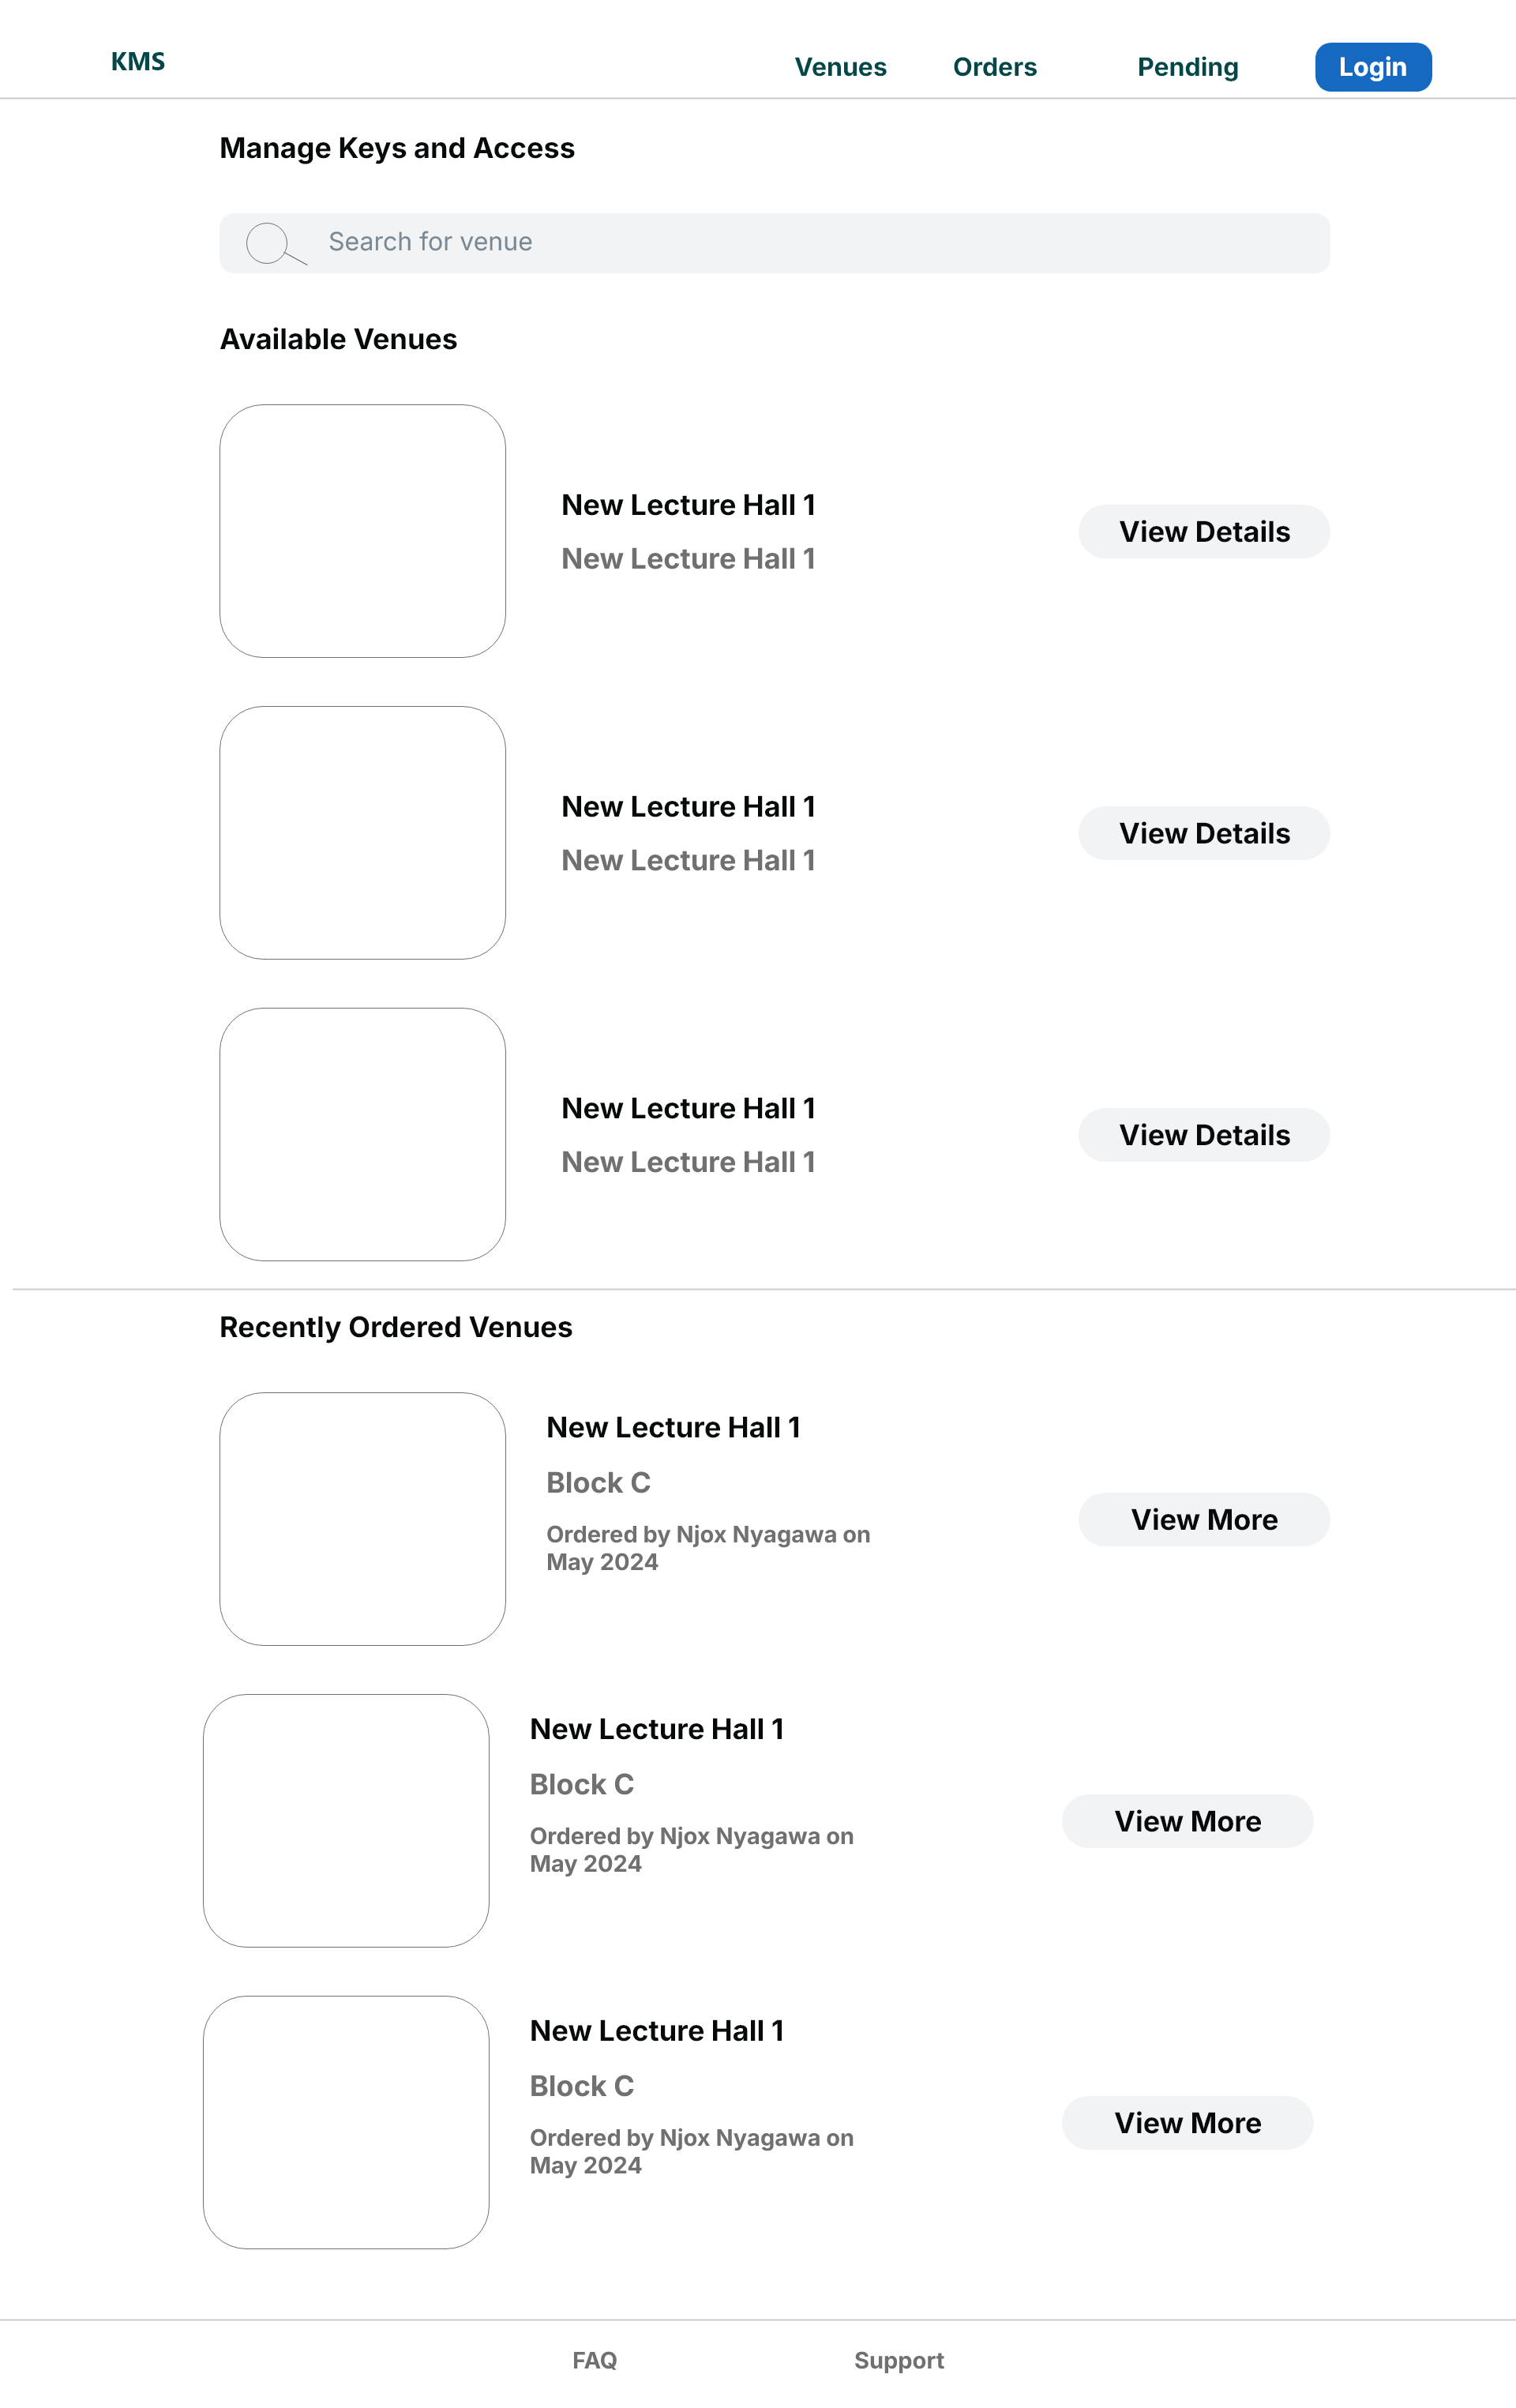 KMS
Venues
Orders
Pending
Login
Manage Keys and Access
Search for venue
Available Venues
New Lecture Hall 1
New Lecture Hall 1
View Details
New Lecture Hall 1
New Lecture Hall 1
View Details
New Lecture Hall 1
New Lecture Hall 1
View Details
Recently Ordered Venues
New Lecture Hall 1
Block C
Ordered by Njox Nyagawa on
May 2024
View More
New Lecture Hall 1
Block C
Ordered by Njox Nyagawa on
May 2024
View More
New Lecture Hall 1
Block C
Ordered by Njox Nyagawa on
May 2024
View More
FAQ
Support